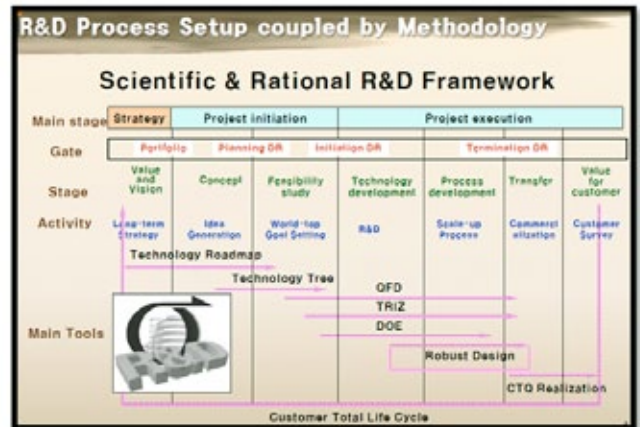 R&D Process Setup coupled by Methodology
Scientific & Rational R&D Framework
Main stage Strategy Project initiation Project execution
Gate Portfolio Planning DR Initiation DR Termination DR
Stage
Value and Vision
Concept
Feasibility study
Technology development
Process development
Transfer
Value for customer
Activity
Long-term Strategy
Idea Generation
World-top Goal Setting
R&D
Scale-up Process
Commercialization
Customer Survey
Technology Roadmap
Technology Tree
QFD
TRIZ
DOE
Main Tools
Robust Design
CTQ Realization
Customer Total Life Cycle